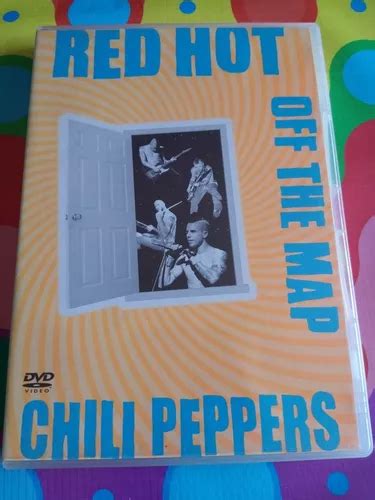 RED HOT
OFF THE MAP
DVD
VIDEO
CHILI PEPPERS